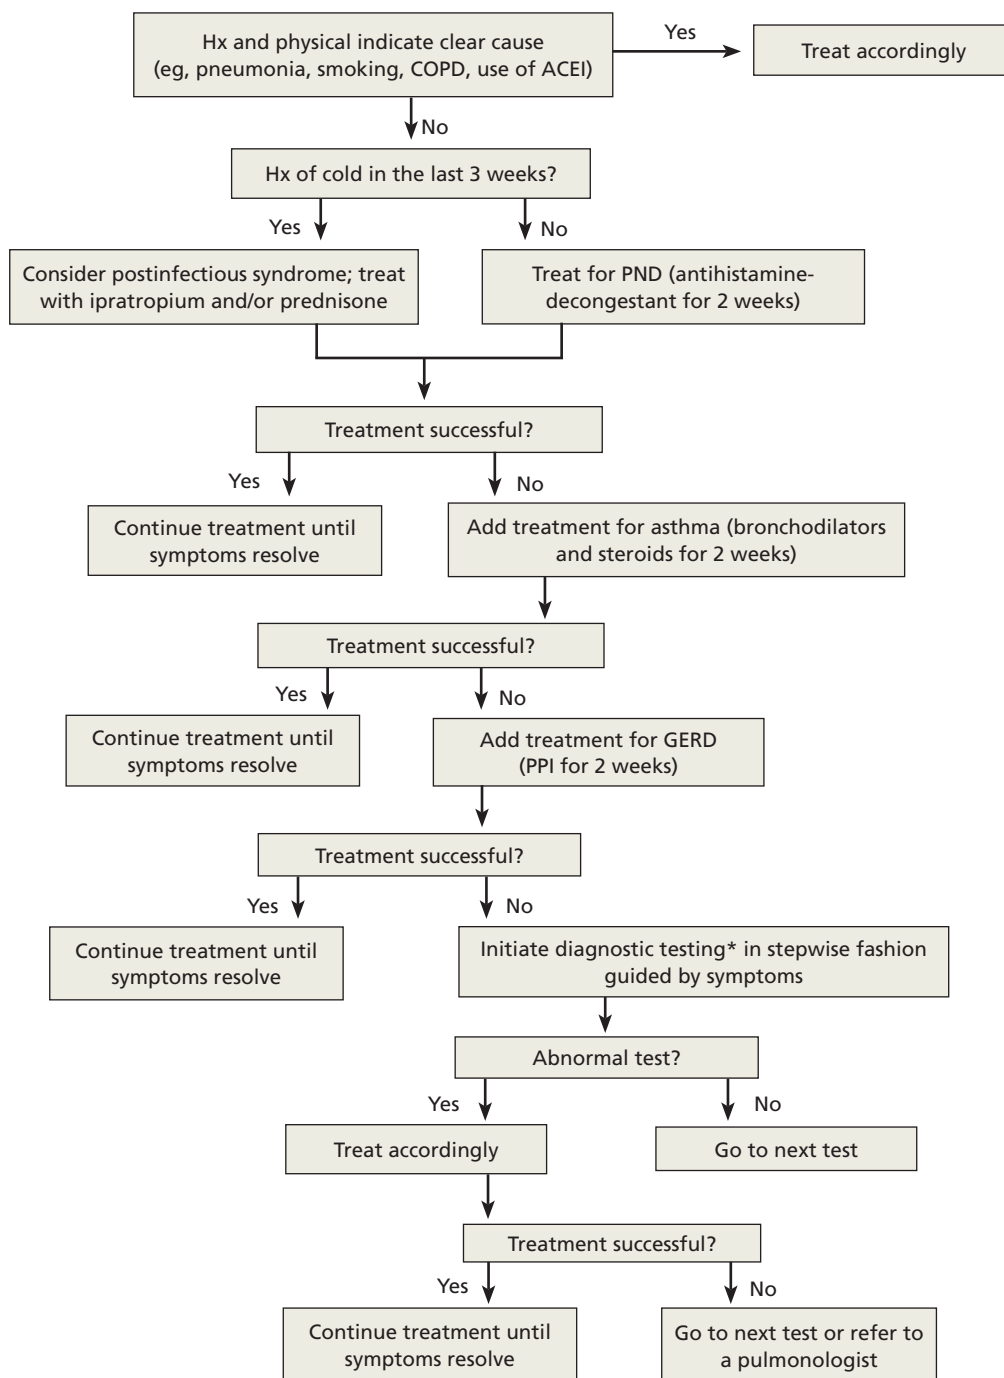 Hx and physical indicate clear cause
(eg, pneumonia, smoking, COPD, use of ACEI)
Yes
Treat accordingly
No
Hx of cold in the last 3 weeks?
Yes
No
Consider postinfectious syndrome; treat
with ipratropium and/or prednisone
Treat for PND (antihistamine-
decongestant for 2 weeks)
Treatment successful?
Yes
No
Continue treatment until
symptoms resolve
Add treatment for asthma (bronchodilators
and steroids for 2 weeks)
Treatment successful?
Yes
No
Continue treatment until
symptoms resolve
Add treatment for GERD
(PPI for 2 weeks)
Treatment successful?
Yes
No
Continue treatment until
symptoms resolve
Initiate diagnostic testing* in stepwise fashion
guided by symptoms
Abnormal test?
Yes
No
Treat accordingly
Go to next test
Treatment successful?
Yes
No
Continue treatment until
symptoms resolve
Go to next test or refer to
a pulmonologist